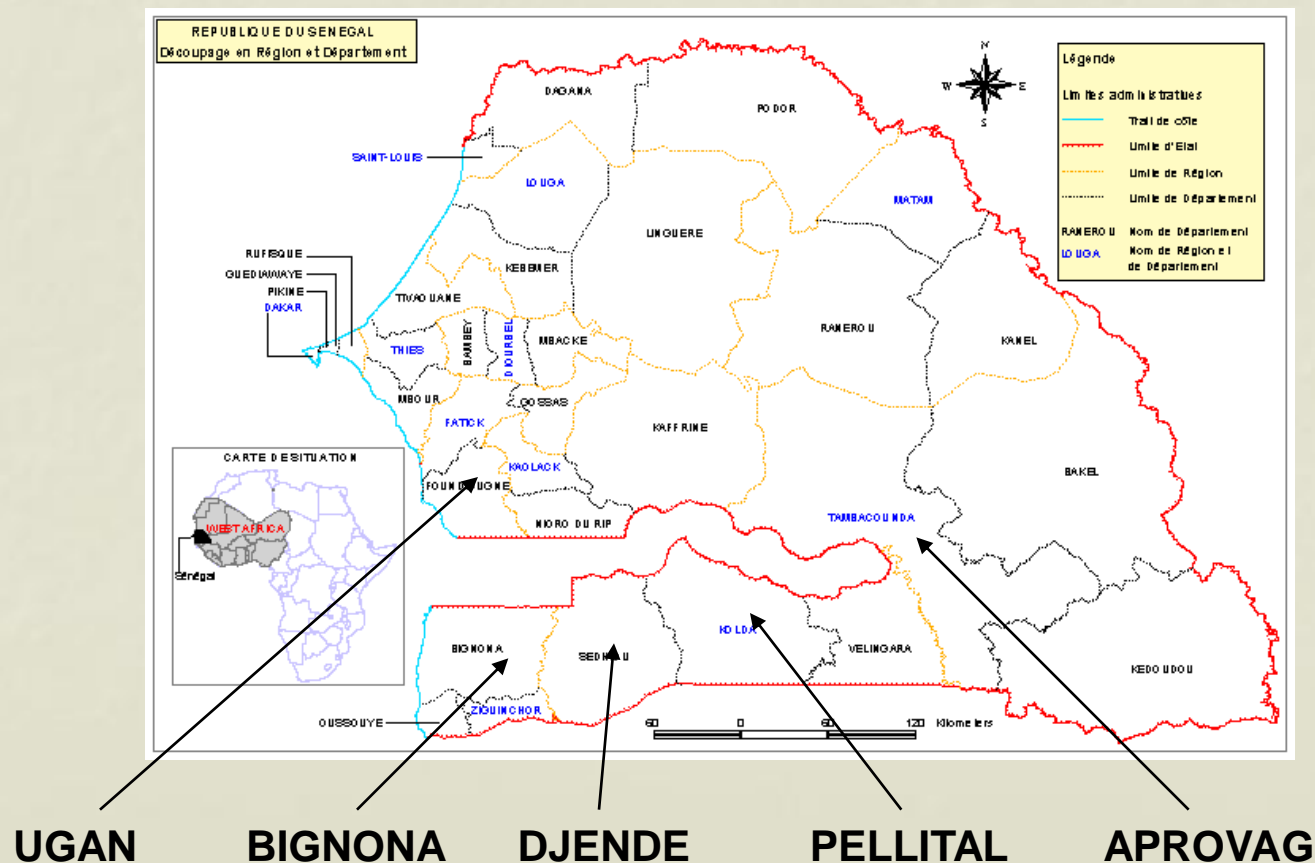 REPUBLIQUE DU SENEGAL
Découpage en Région et Département
N
W E
S
Légende
Limites administratives
Trait de côte
Limite d'Etat
Limite de Région
Limite de Département
RANEROU Nom de Département
LOUGA Nom de Région et
de Département
DAGANA
PODOR
SAINT-LOUIS
LOUGA
MATAM
LINGUERE
RUFISQUE
GUEDIAWAYE
PIKINE
DAKAR
KEBEMER
TIVAOUANE
RANEROU
KANEL
THIES
BAMBEY
DIOURBEL
MBACKE
MBOUR
GOSSAS
FATICK
KAFFRINE
KAOLACK
BAKEL
FOUNDIOUGNE
NIORO DU RIP
TAMBACOUNDA
CARTE DE SITUATION
WEST AFRICA
Sénégal
BIGNONA
SEDHIOU
KOLDA
VELINGARA
KEDOUDOU
OUSSOUYE
ZIGUINCHOR
60 0 60 120 Kilometers
UGAN BIGNONA DJENDE PELLITAL APROVAG